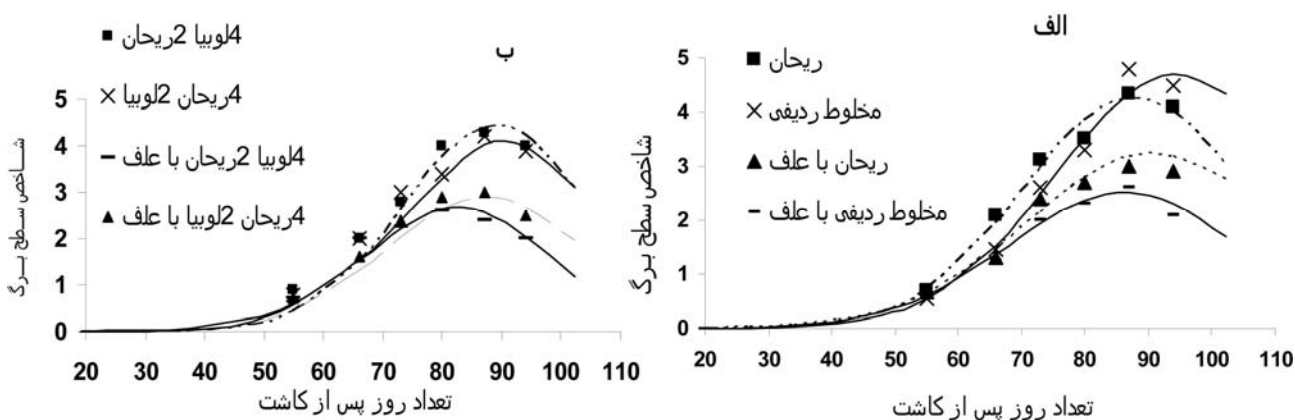 الف
ریحان
مخلوط ردیفی
ریحان با علف
مخلوط ردیفی با علف
شاخص سطح برگ
5
4
3
2
1
0
20 30 40 50 60 70 80 90 100 110
تعداد روز پس از کاشت
ب
4لوبیا 2ریحان
4ریحان 2لوبیا
4لوبیا 2ریحان با علف
4ریحان 2لوبیا با علف
شاخص سطح برگ
5
4
3
2
1
0
20 30 40 50 60 70 80 90 100 110
تعداد روز پس از کاشت